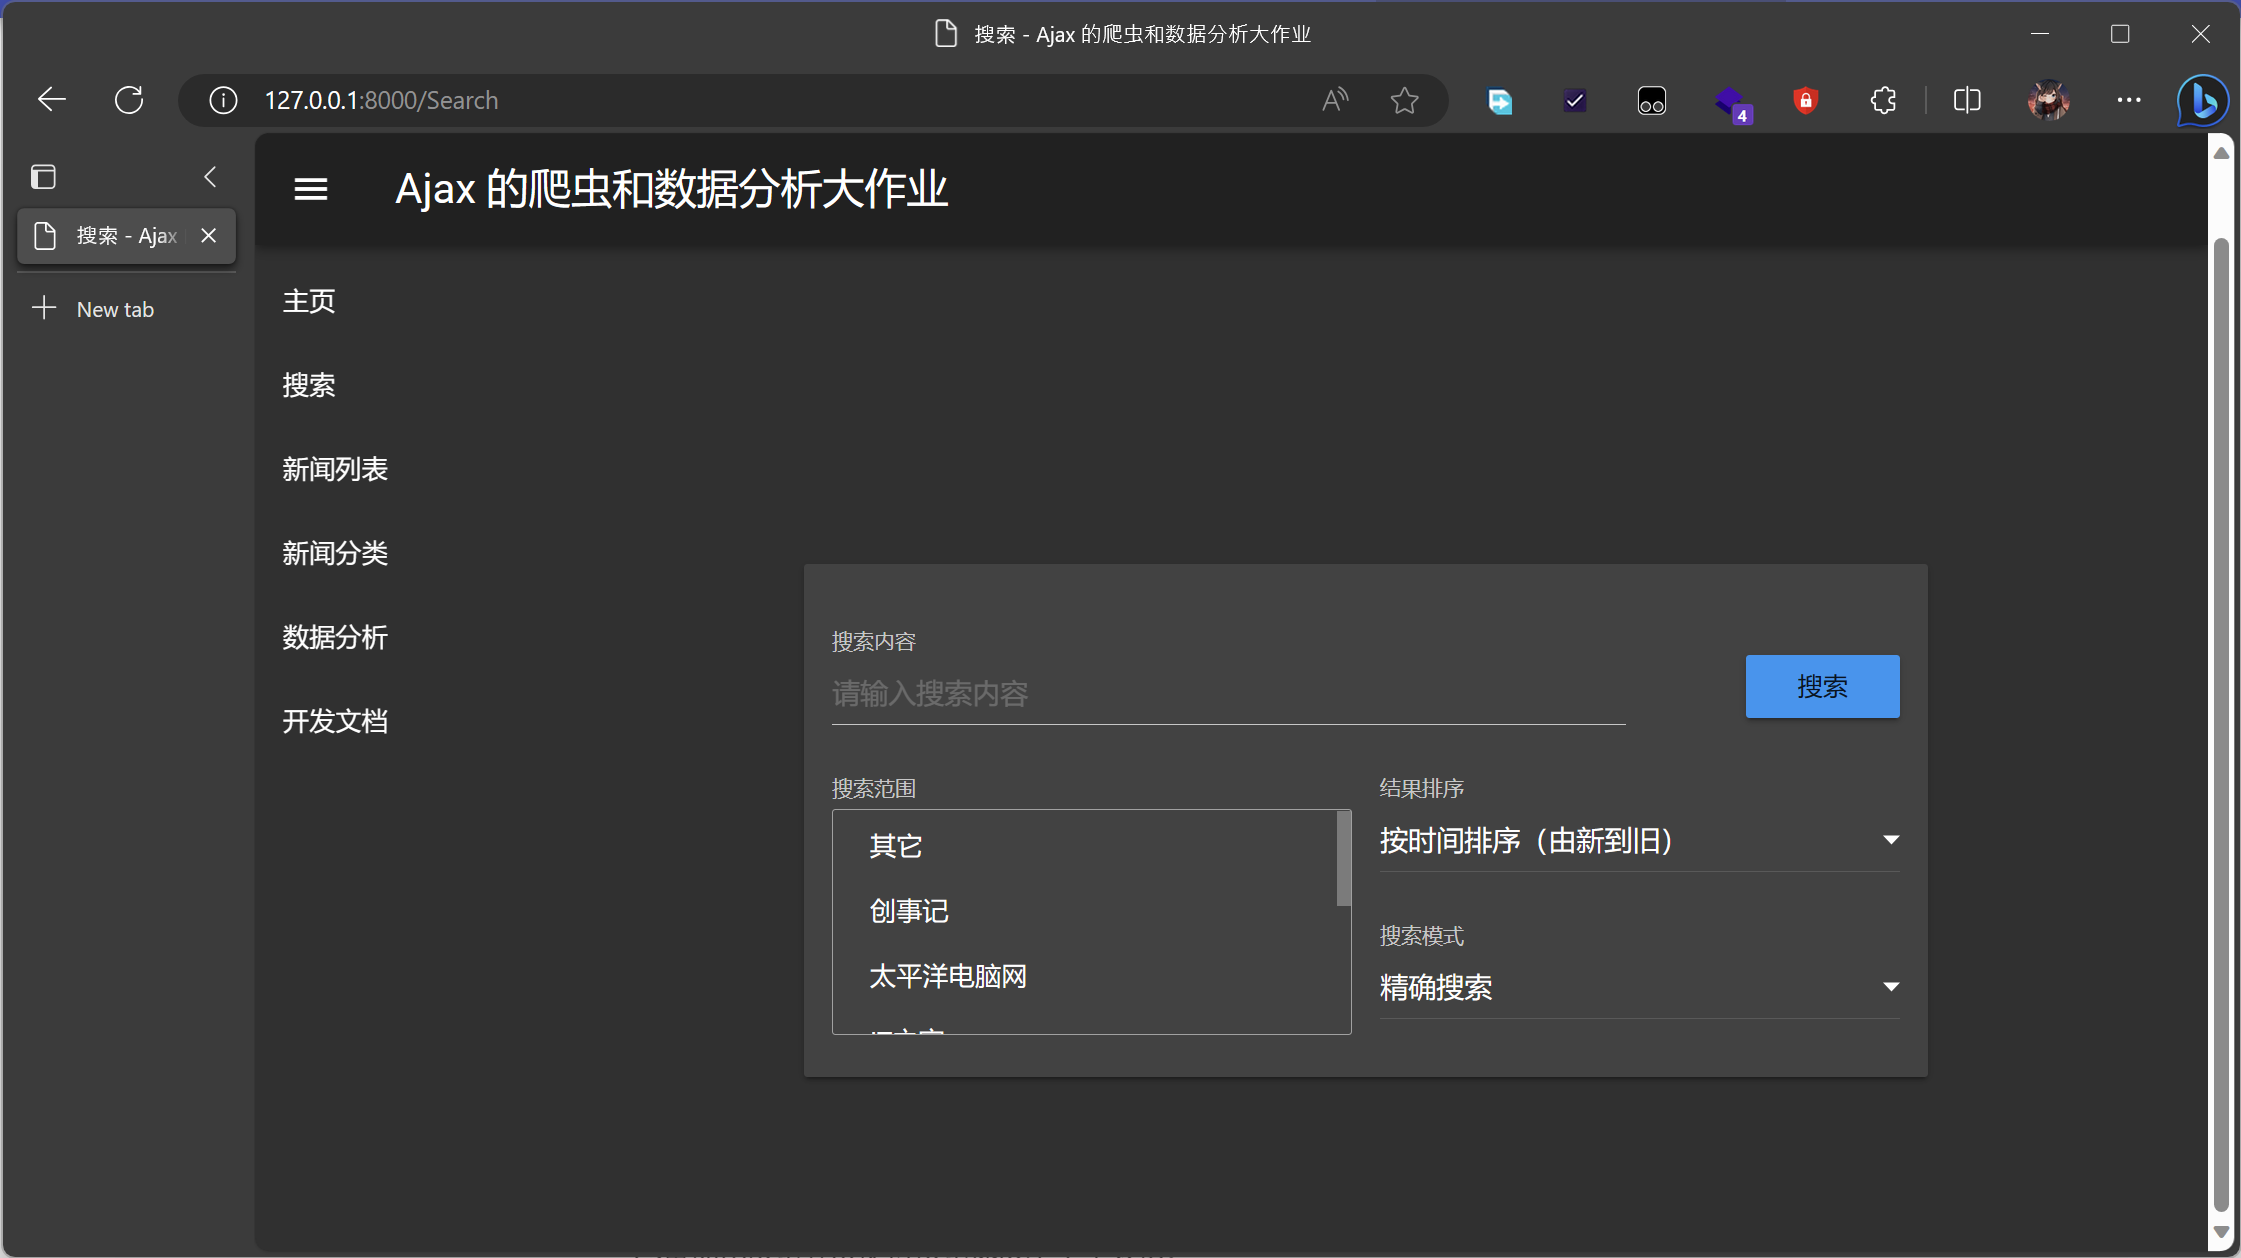 搜索 - Ajax 的爬虫和数据分析大作业
127.0.0.1:8000/Search
4
搜索 - Ajax
New tab
Ajax 的爬虫和数据分析大作业
主页
搜索
新闻列表
新闻分类
数据分析
开发文档
搜索内容
请输入搜索内容
搜索
搜索范围
其它
创事记
太平洋电脑网
结果排序
按时间排序（由新到旧）
搜索模式
精确搜索